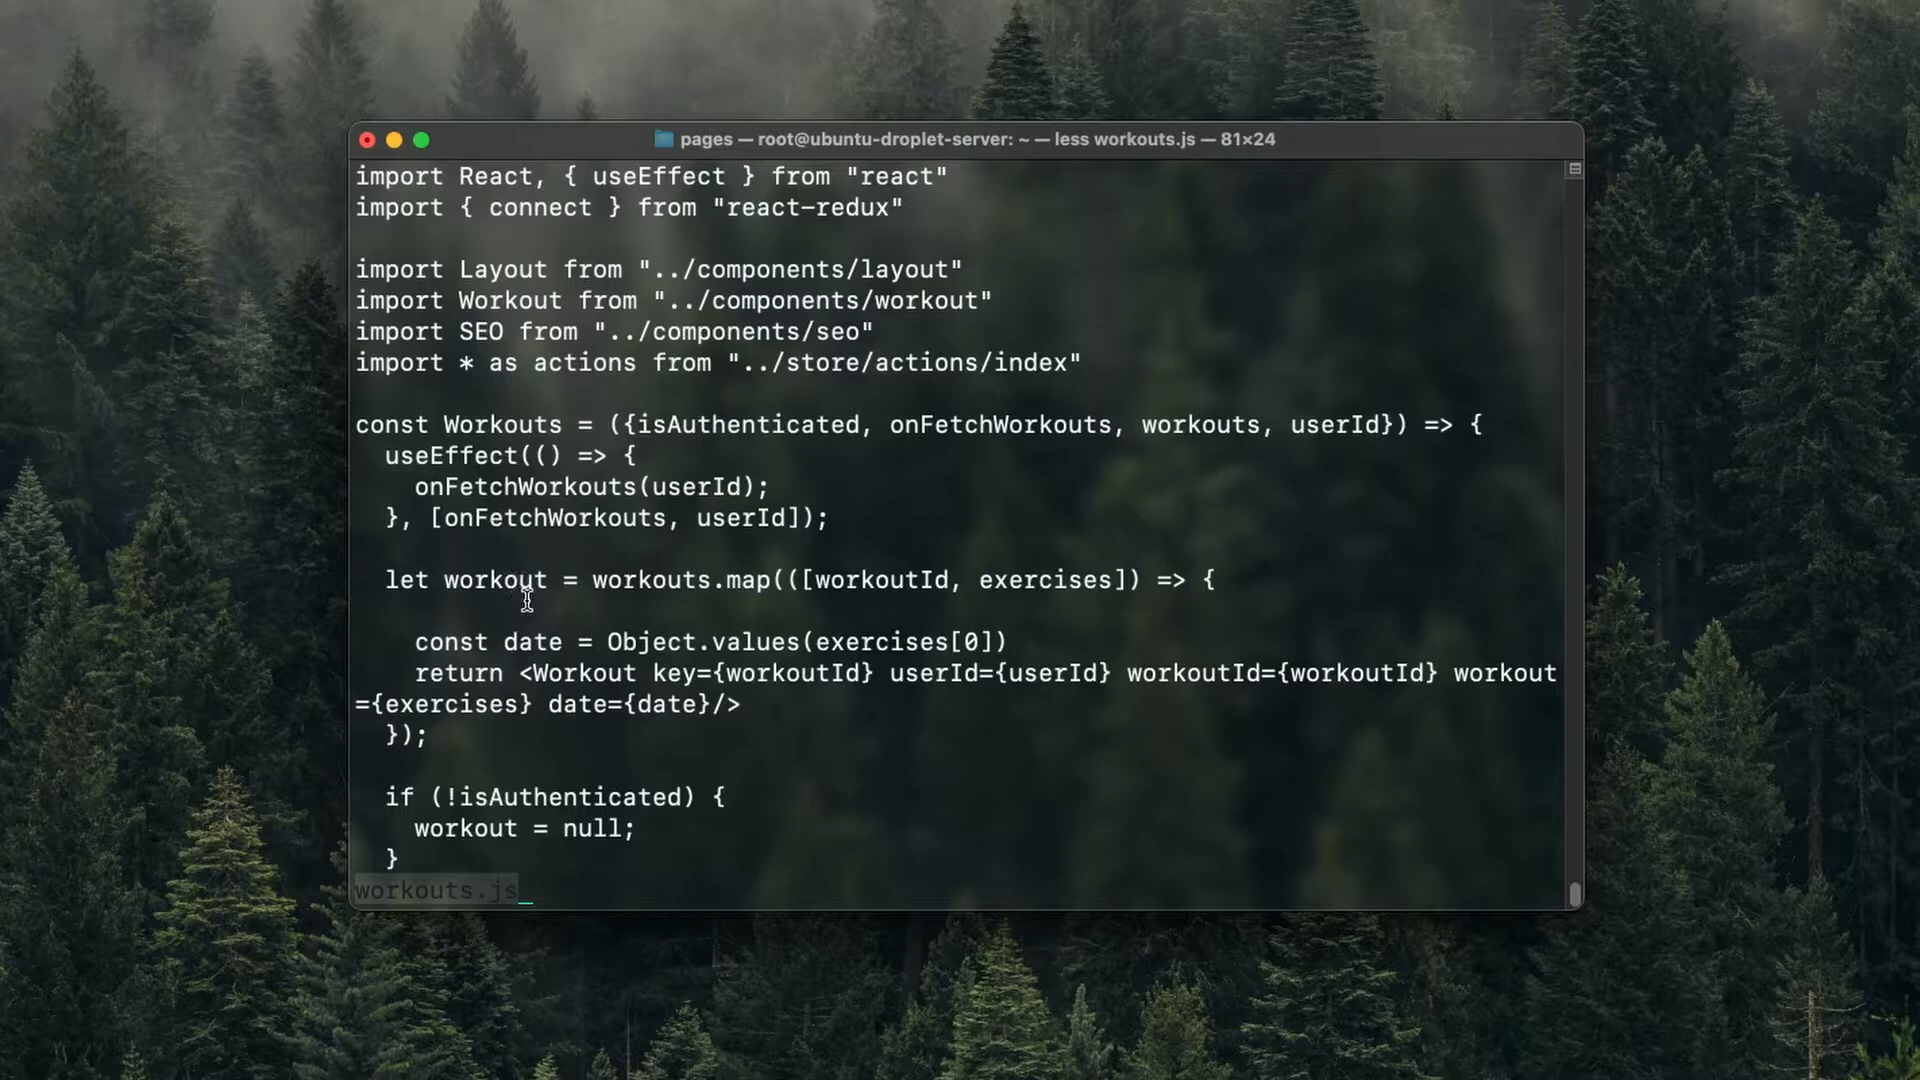 pages — root@ubuntu-droplet-server: ~ — less workouts.js — 81×24
import React, { useEffect } from "react"
import { connect } from "react-redux"
import Layout from "../components/layout"
import Workout from "../components/workout"
import SEO from "../components/seo"
import * as actions from "../store/actions/index"
const Workouts = ({isAuthenticated, onFetchWorkouts, workouts, userId}) => {
  useEffect(() => {
    onFetchWorkouts(userId);
  }, [onFetchWorkouts, userId]);
  let workout = workouts.map(([workoutId, exercises]) => {
    const date = Object.values(exercises[0])
    return <Workout key={workoutId} userId={userId} workoutId={workoutId} workout
={exercises} date={date}/>
  });
  if (!isAuthenticated) {
    workout = null;
  }
workouts.js